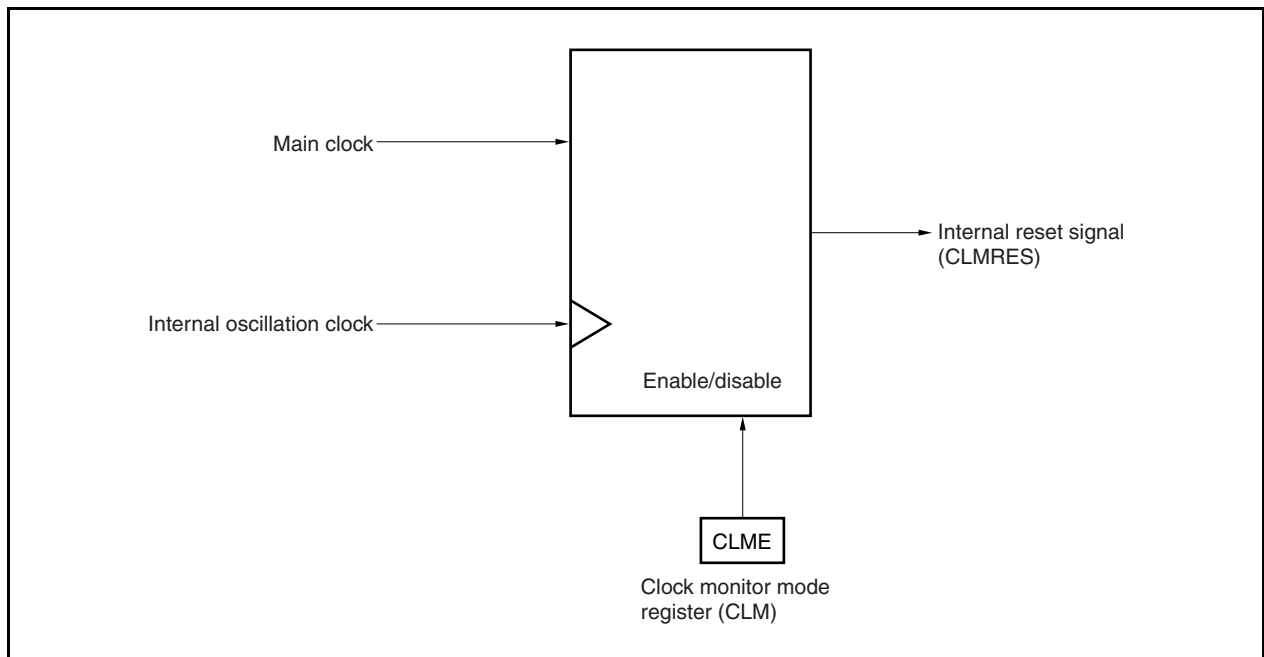 Main clock
Internal reset signal
(CLMRES)
Internal oscillation clock
Enable/disable
CLME
Clock monitor mode
register (CLM)